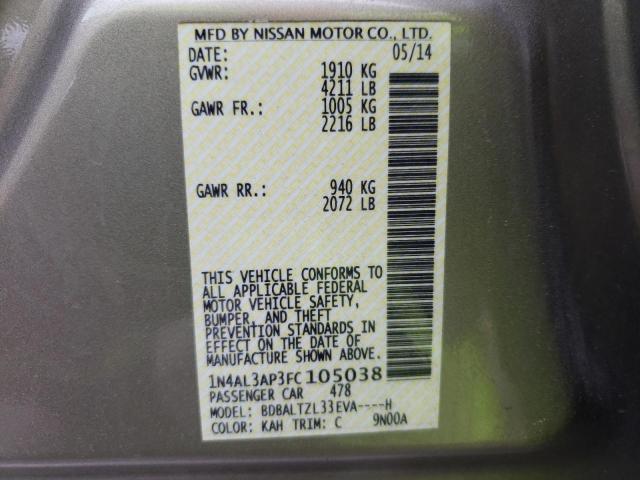 MFD BY NISSAN MOTOR CO., LTD.
DATE: 05/14
GVWR: 1910 KG
4211 LB
GAWR FR.: 1005 KG
2216 LB
GAWR RR.: 940 KG
2072 LB
THIS VEHICLE CONFORMS TO
ALL APPLICABLE FEDERAL
MOTOR VEHICLE SAFETY,
BUMPER, AND THEFT
PREVENTION STANDARDS IN
EFFECT ON THE DATE OF
MANUFACTURE SHOWN ABOVE.
1N4AL3AP3FC105038
PASSENGER CAR 478
MODEL: BDBALTZL33EVA----H
COLOR: KAH TRIM: C 9N00A